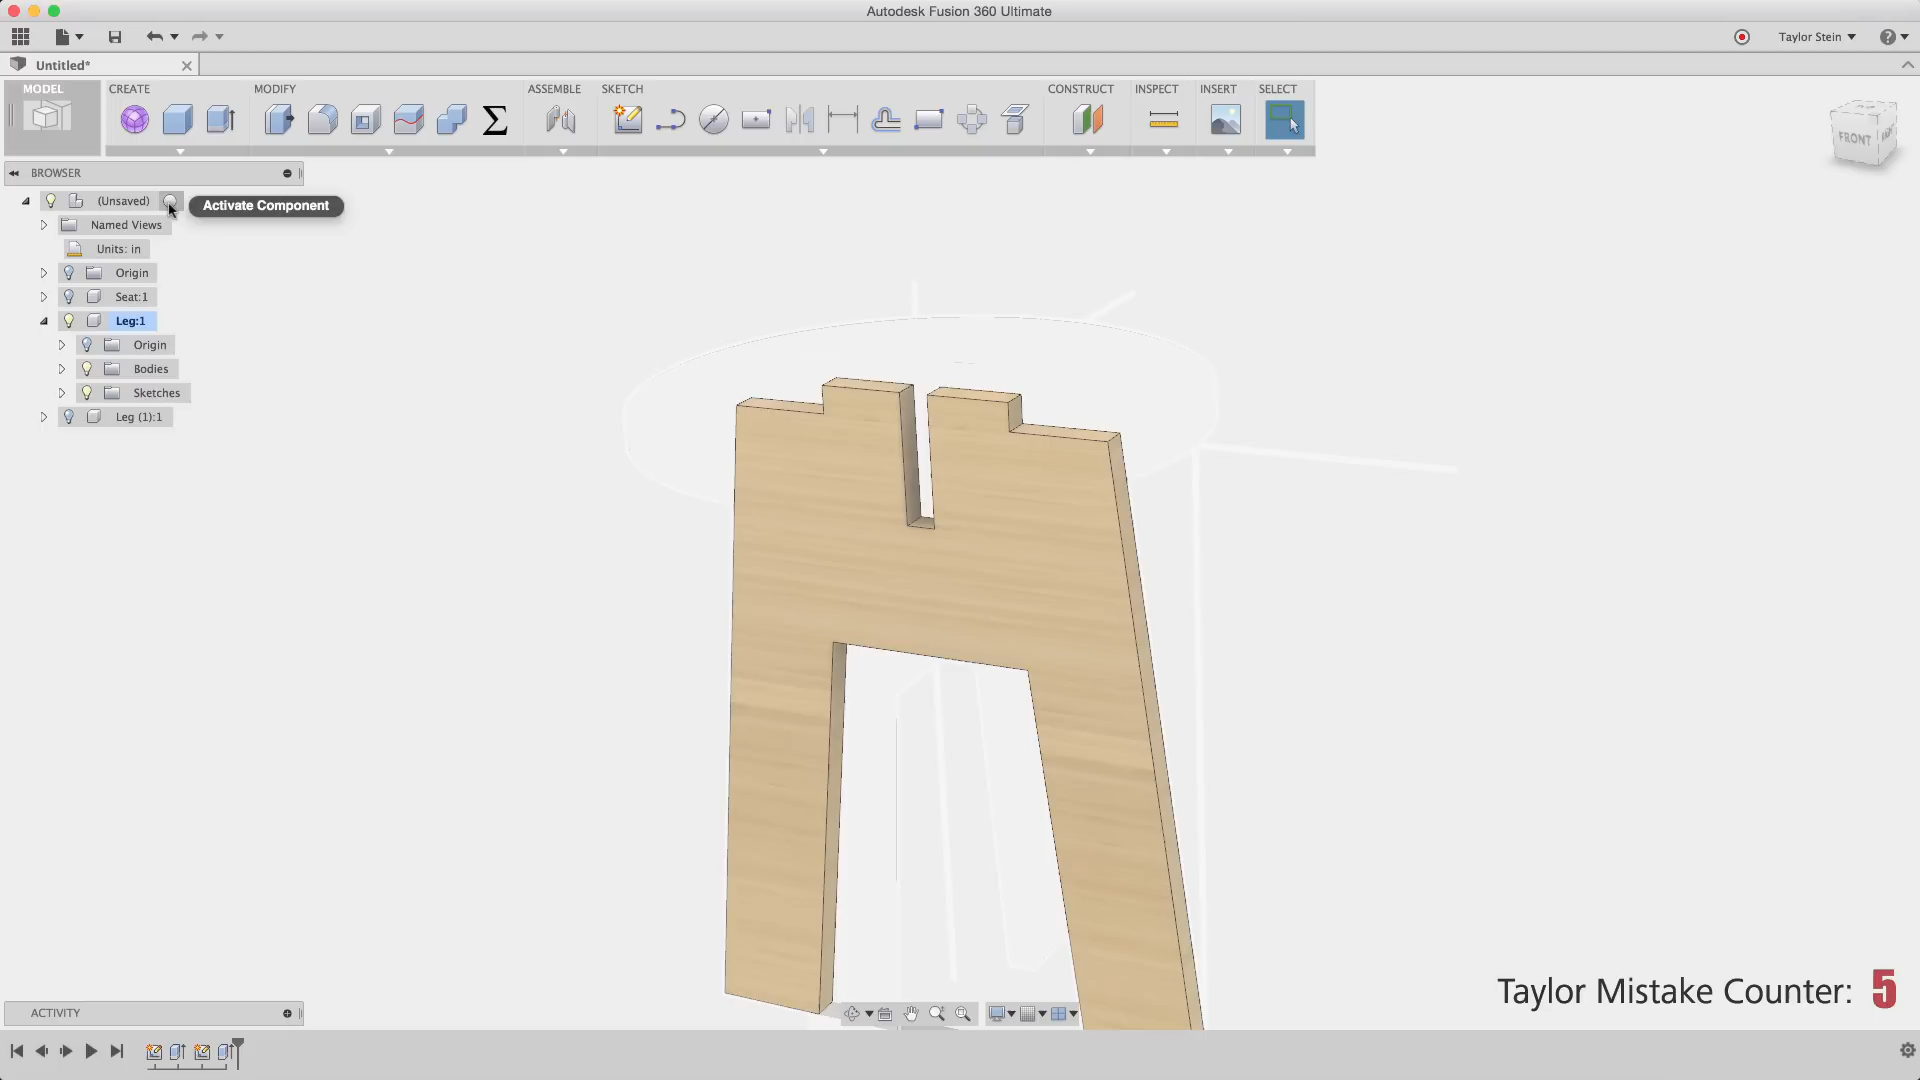 Autodesk Fusion 360 Ultimate
Taylor Stein
Untitled*
MODEL
CREATE
MODIFY
ASSEMBLE
SKETCH
CONSTRUCT
INSPECT
INSERT
SELECT
FRONT
BROWSER
(Unsaved)
Activate Component
Named Views
Units: in
Origin
Seat:1
Leg:1
Origin
Bodies
Sketches
Leg (1):1
Taylor Mistake Counter: 5
ACTIVITY